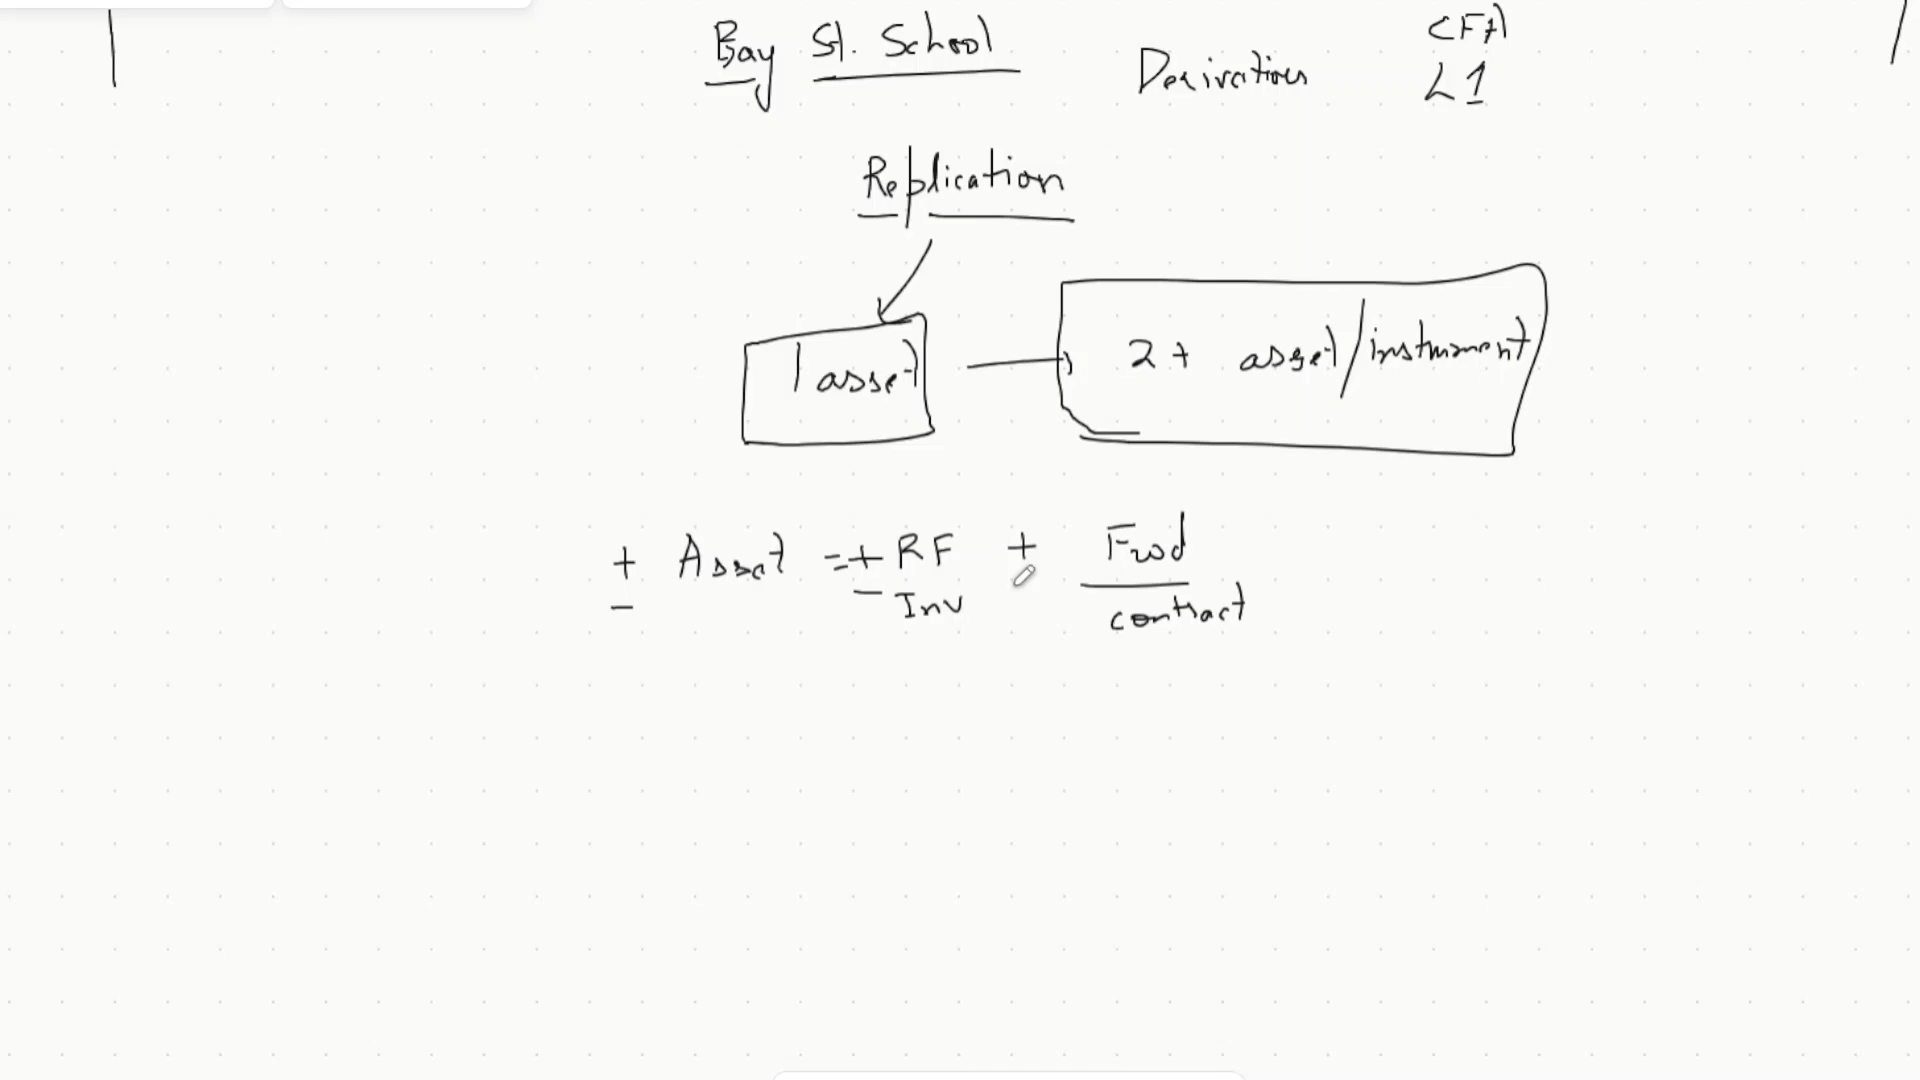 Bay St. School Derivatives CFA
L1
Replication
1 asset 2+ asset/instrument
+ Asset = + RF + Fwd
- - Inv contract